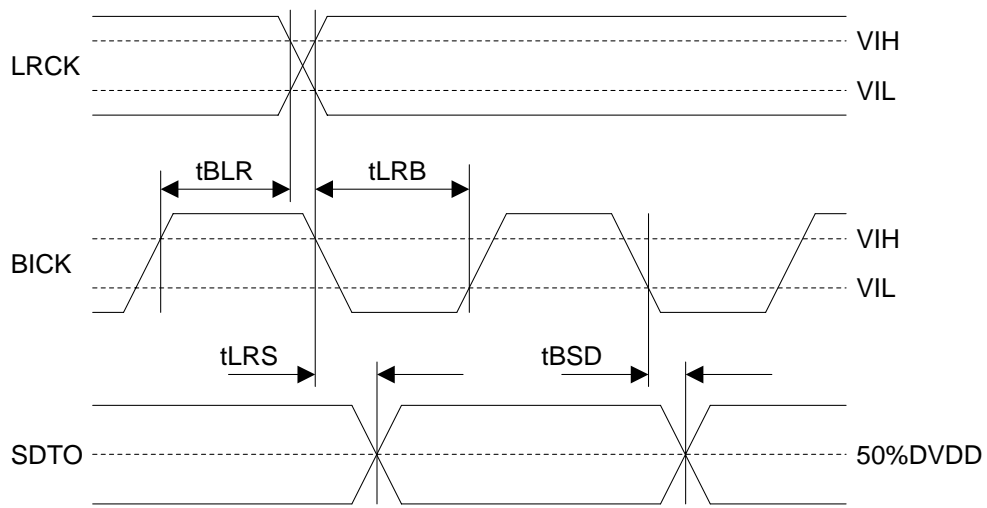 LRCK
VIH
VIL
tBLR
tLRB
BICK
VIH
VIL
tLRS
tBSD
SDTO
50%DVDD